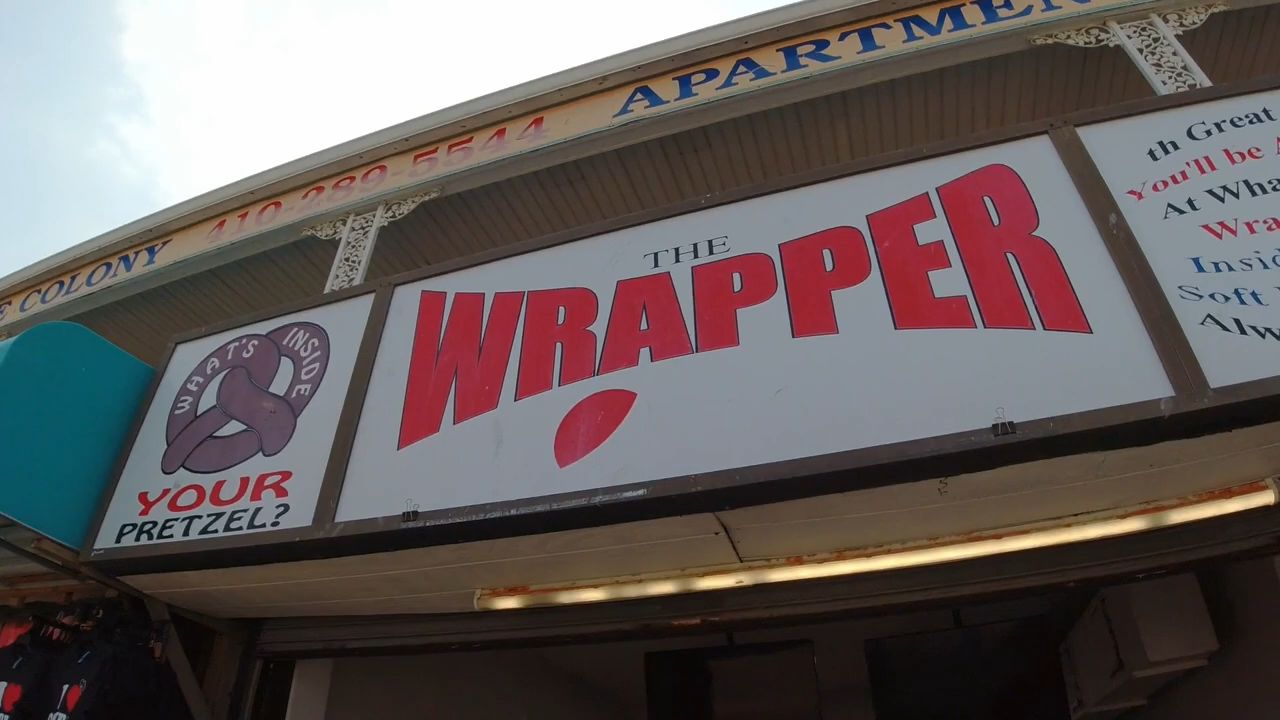 COLONY 410-289-5544 APARTMEN
WHAT'S INSIDE
YOUR
PRETZEL?
THE
WRAPPER
th Great
You'll be
At Wha
Wra
Insid
Soft
Alw
I
I